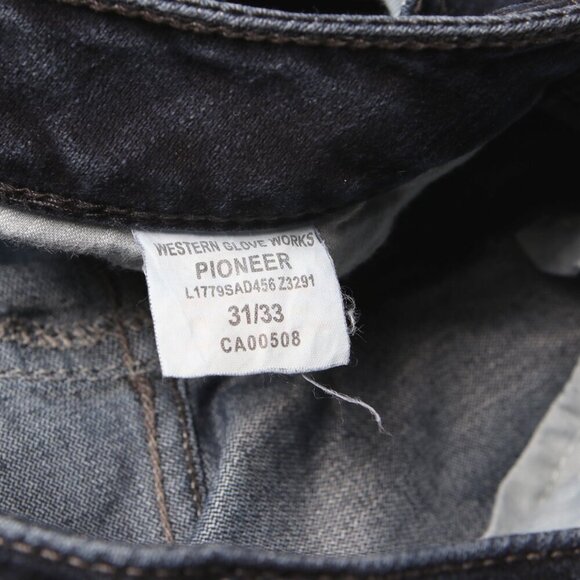 WESTERN GLOVE WORKS
PIONEER
L1779SAD456 Z3291
31/33
CA00508